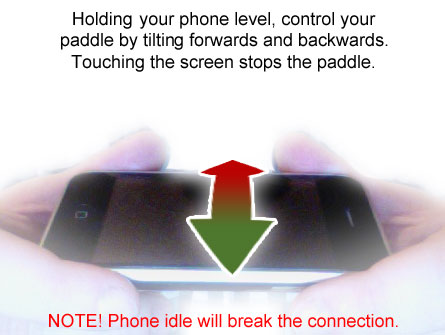 Holding your phone level, control your
paddle by tilting forwards and backwards.
Touching the screen stops the paddle.
NOTE! Phone idle will break the connection.